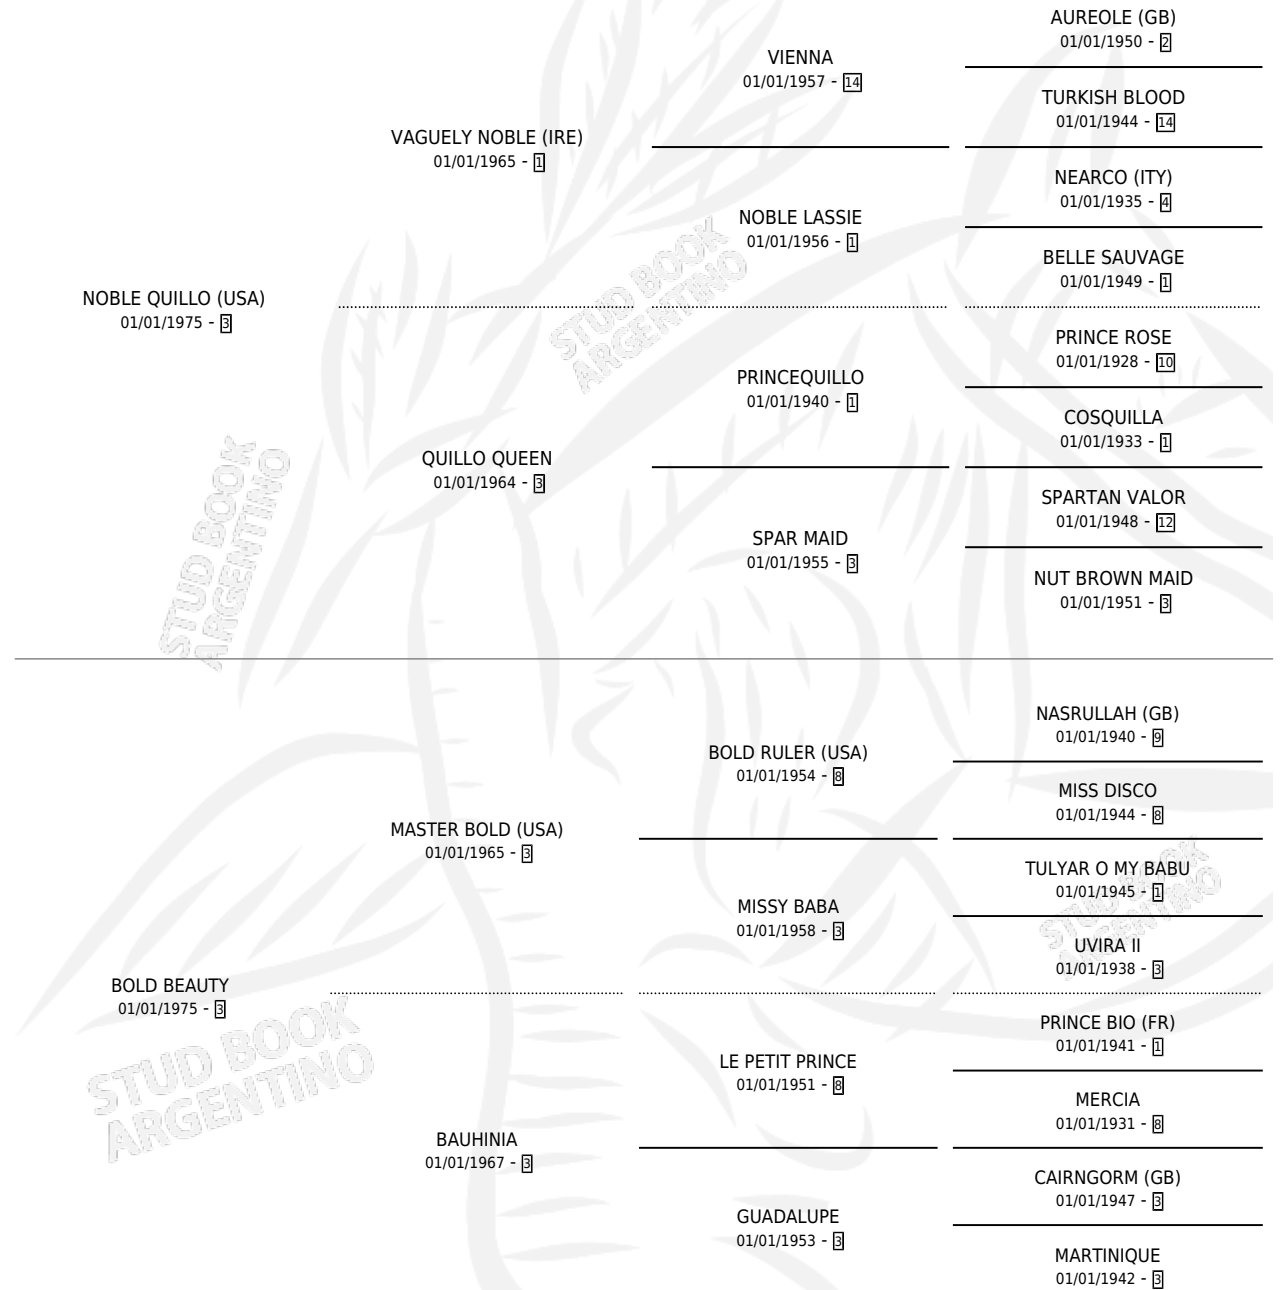 AUREOLE (GB)
01/01/1950 - 2
VIENNA
01/01/1957 - 14
TURKISH BLOOD
01/01/1944 - 14
VAGUELY NOBLE (IRE)
01/01/1965 - 1
NEARCO (ITY)
01/01/1935 - 4
NOBLE LASSIE
01/01/1956 - 1
BELLE SAUVAGE
01/01/1949 - 1
NOBLE QUILLO (USA)
01/01/1975 - 3
PRINCE ROSE
01/01/1928 - 10
PRINCEQUILLO
01/01/1940 - 1
COSQUILLA
01/01/1933 - 1
QUILLO QUEEN
01/01/1964 - 3
SPARTAN VALOR
01/01/1948 - 12
SPAR MAID
01/01/1955 - 3
NUT BROWN MAID
01/01/1951 - 3
NASRULLAH (GB)
01/01/1940 - 9
BOLD RULER (USA)
01/01/1954 - 8
MISS DISCO
01/01/1944 - 8
MASTER BOLD (USA)
01/01/1965 - 3
TULYAR O MY BABU
01/01/1945 - 1
MISSY BABA
01/01/1958 - 3
UVIRA II
01/01/1938 - 3
BOLD BEAUTY
01/01/1975 - 3
PRINCE BIO (FR)
01/01/1941 - 1
LE PETIT PRINCE
01/01/1951 - 8
MERCIA
01/01/1931 - 8
BAUHINIA
01/01/1967 - 3
CAIRNGORM (GB)
01/01/1947 - 3
GUADALUPE
01/01/1953 - 3
MARTINIQUE
01/01/1942 - 3
STUD BOOK
ARGENTINO
STUD BOOK
ARGENTINO
STUD BOOK
ARGENTINO
STUD BOOK
ARGENTINO